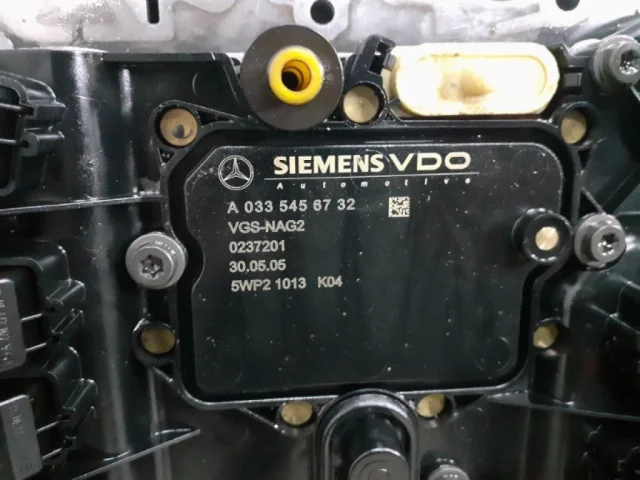 SIEMENS VDO
Automotive
A 033 545 67 32
VGS-NAG2
0237201
30.05.05
5WP2 1013 K04